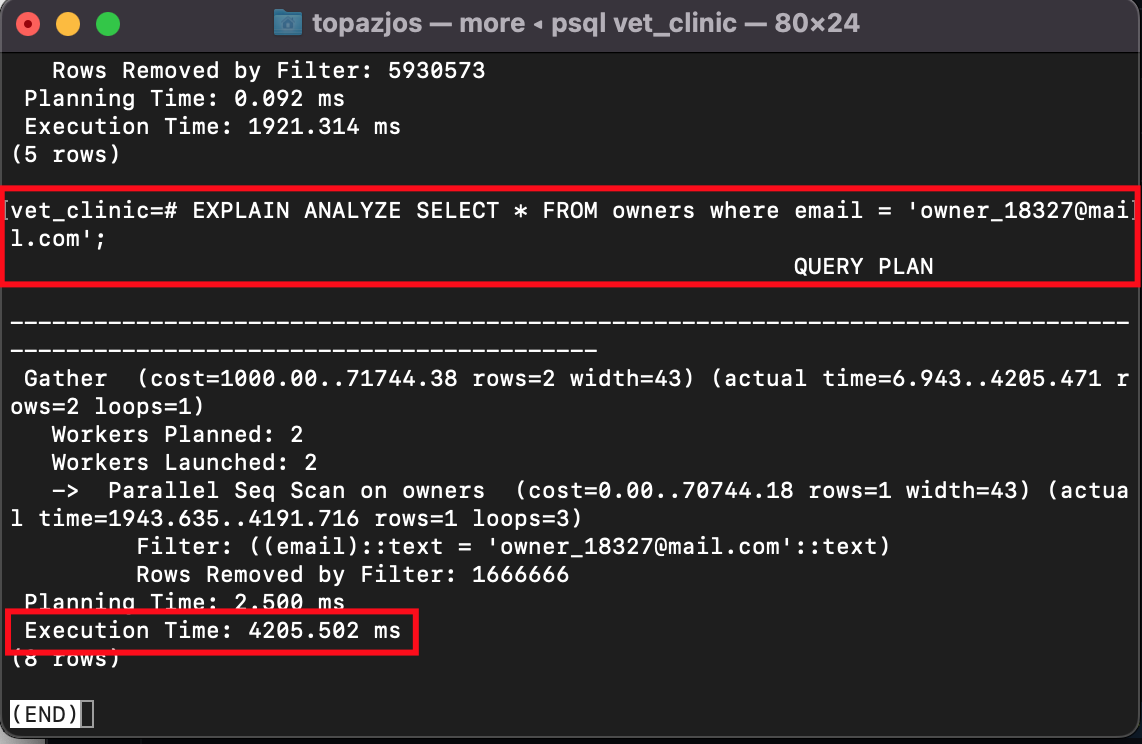 topazjos — more ◂ psql vet_clinic — 80×24
Rows Removed by Filter: 5930573
Planning Time: 0.092 ms
Execution Time: 1921.314 ms
(5 rows)
[vet_clinic=# EXPLAIN ANALYZE SELECT * FROM owners where email = 'owner_18327@mai]
l.com';
QUERY PLAN
--------------------------------------------------------------------------------
------------------------------------------
Gather  (cost=1000.00..71744.38 rows=2 width=43) (actual time=6.943..4205.471 r
ows=2 loops=1)
Workers Planned: 2
Workers Launched: 2
->  Parallel Seq Scan on owners  (cost=0.00..70744.18 rows=1 width=43) (actua
l time=1943.635..4191.716 rows=1 loops=3)
Filter: ((email)::text = 'owner_18327@mail.com'::text)
Rows Removed by Filter: 1666666
Planning Time: 2.500 ms
Execution Time: 4205.502 ms
(8 rows)
(END)